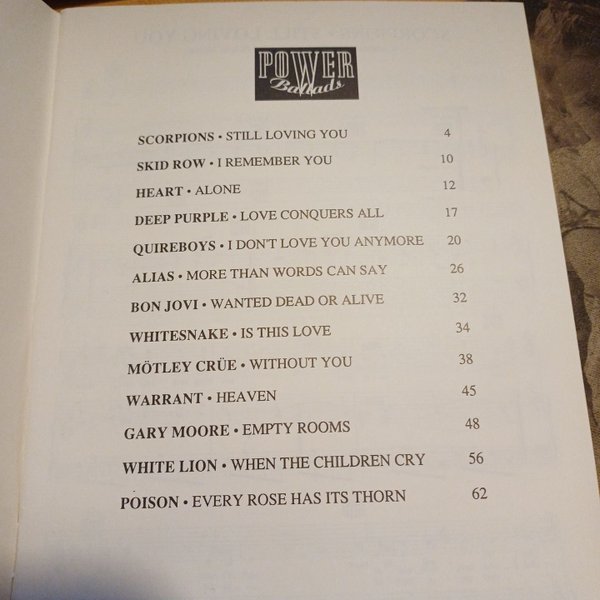 POWER
Ballads
SCORPIONS • STILL LOVING YOU 4
SKID ROW • I REMEMBER YOU 10
HEART • ALONE 12
DEEP PURPLE • LOVE CONQUERS ALL 17
QUIREBOYS • I DON'T LOVE YOU ANYMORE 20
ALIAS • MORE THAN WORDS CAN SAY 26
BON JOVI • WANTED DEAD OR ALIVE 32
WHITESNAKE • IS THIS LOVE 34
MÖTLEY CRÜE • WITHOUT YOU 38
WARRANT • HEAVEN 45
GARY MOORE • EMPTY ROOMS 48
WHITE LION • WHEN THE CHILDREN CRY 56
POISON • EVERY ROSE HAS ITS THORN 62